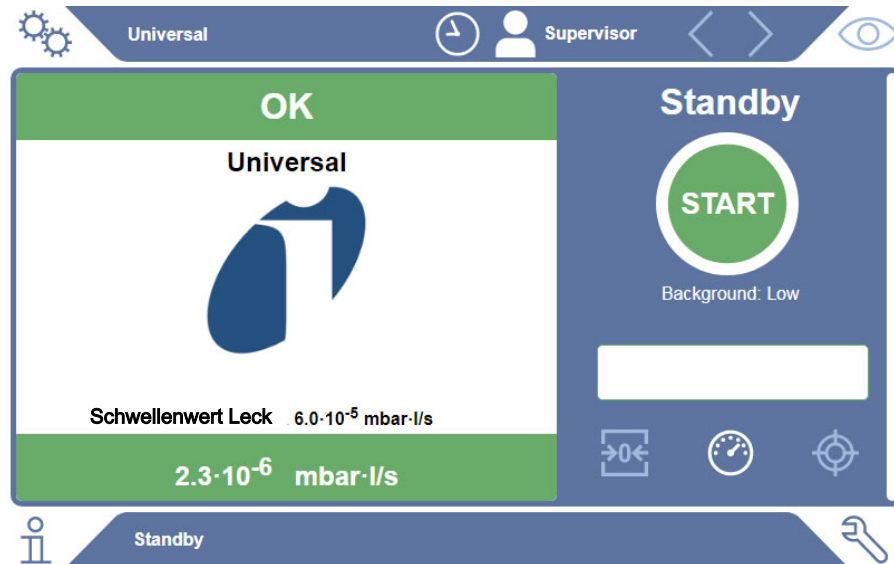 Universal
Supervisor
OK
Universal
Schwellenwert Leck 6.0·10⁻⁵ mbar·l/s
2.3·10⁻⁶ mbar·l/s
Standby
START
Background: Low
→0←
Standby